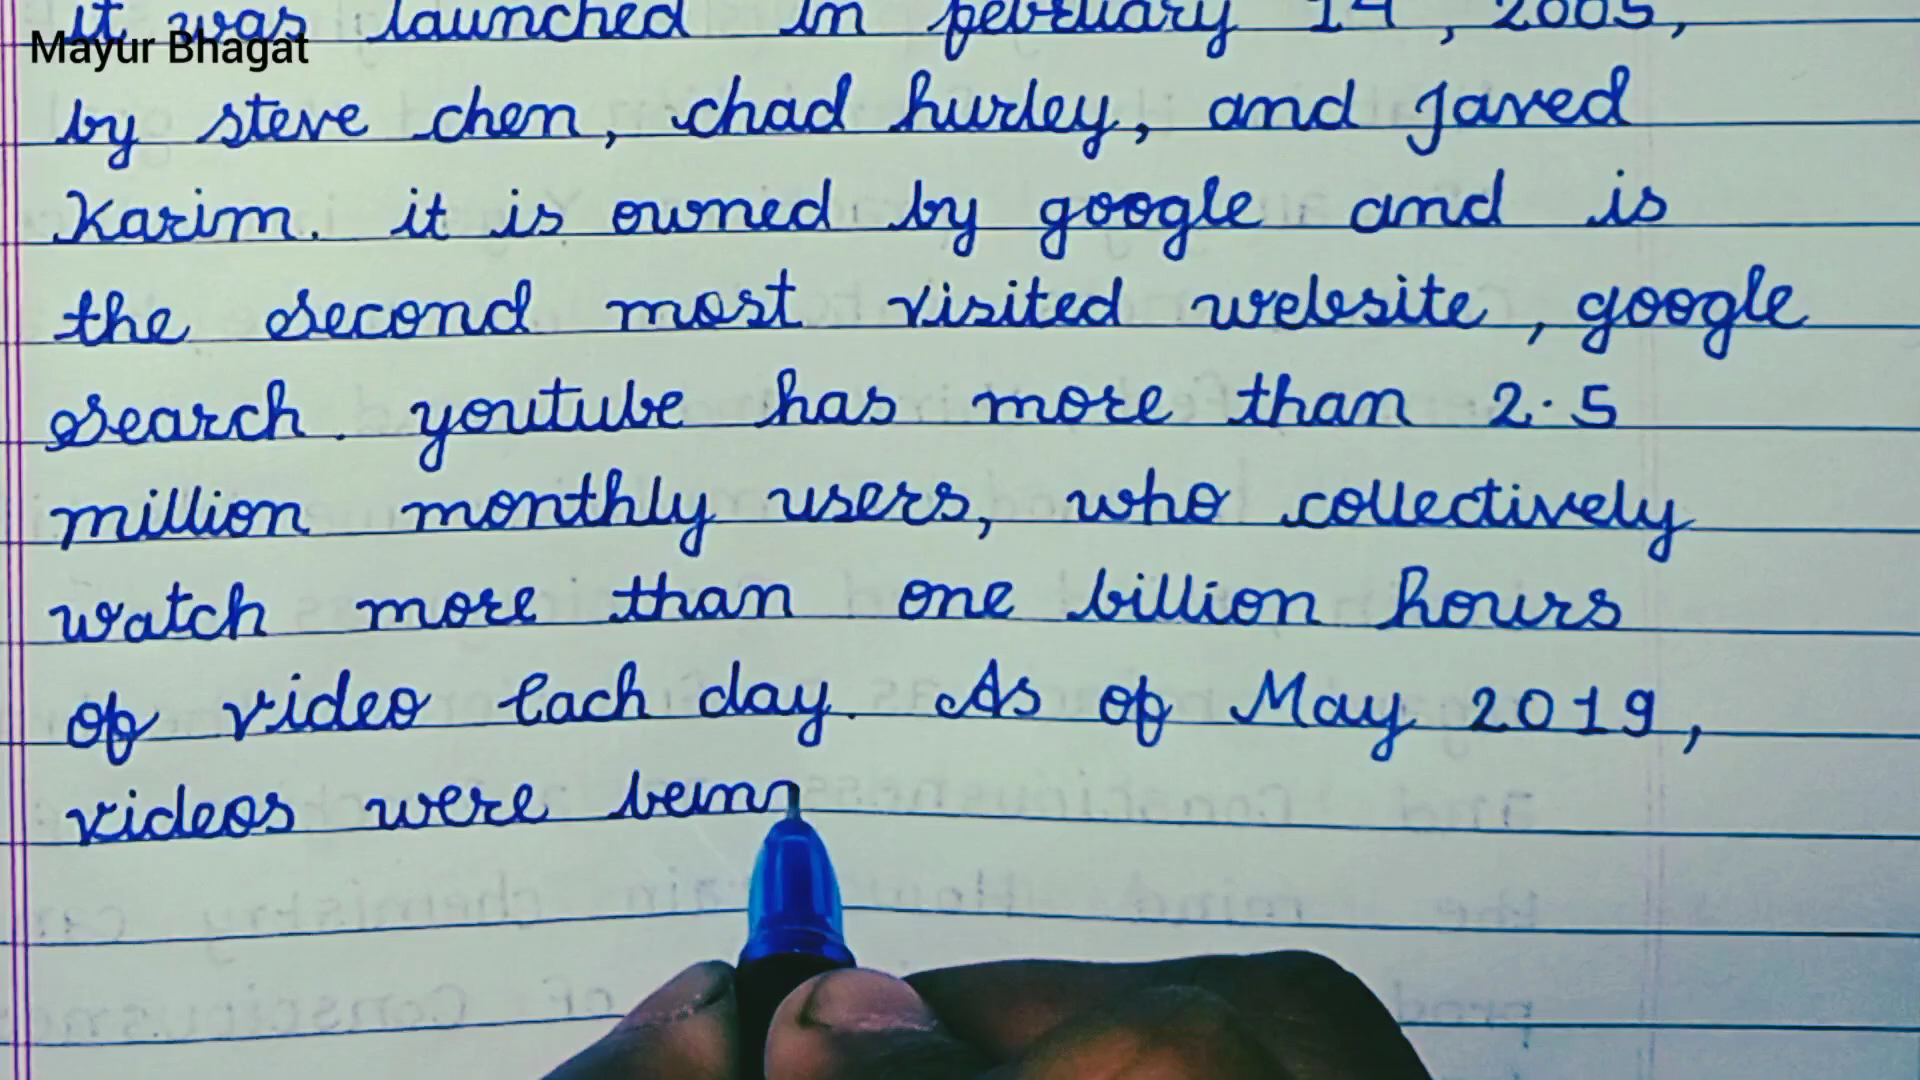 it was launched in february 14, 2005,
Mayur Bhagat
by steve chen, chad hurley, and Javed
Karim. it is owned by google and is
the second most visited website, google
search. youtube has more than 2.5
million monthly users, who collectively
watch more than one billion hours
of video Each day. As of May 2019,
videos were bein